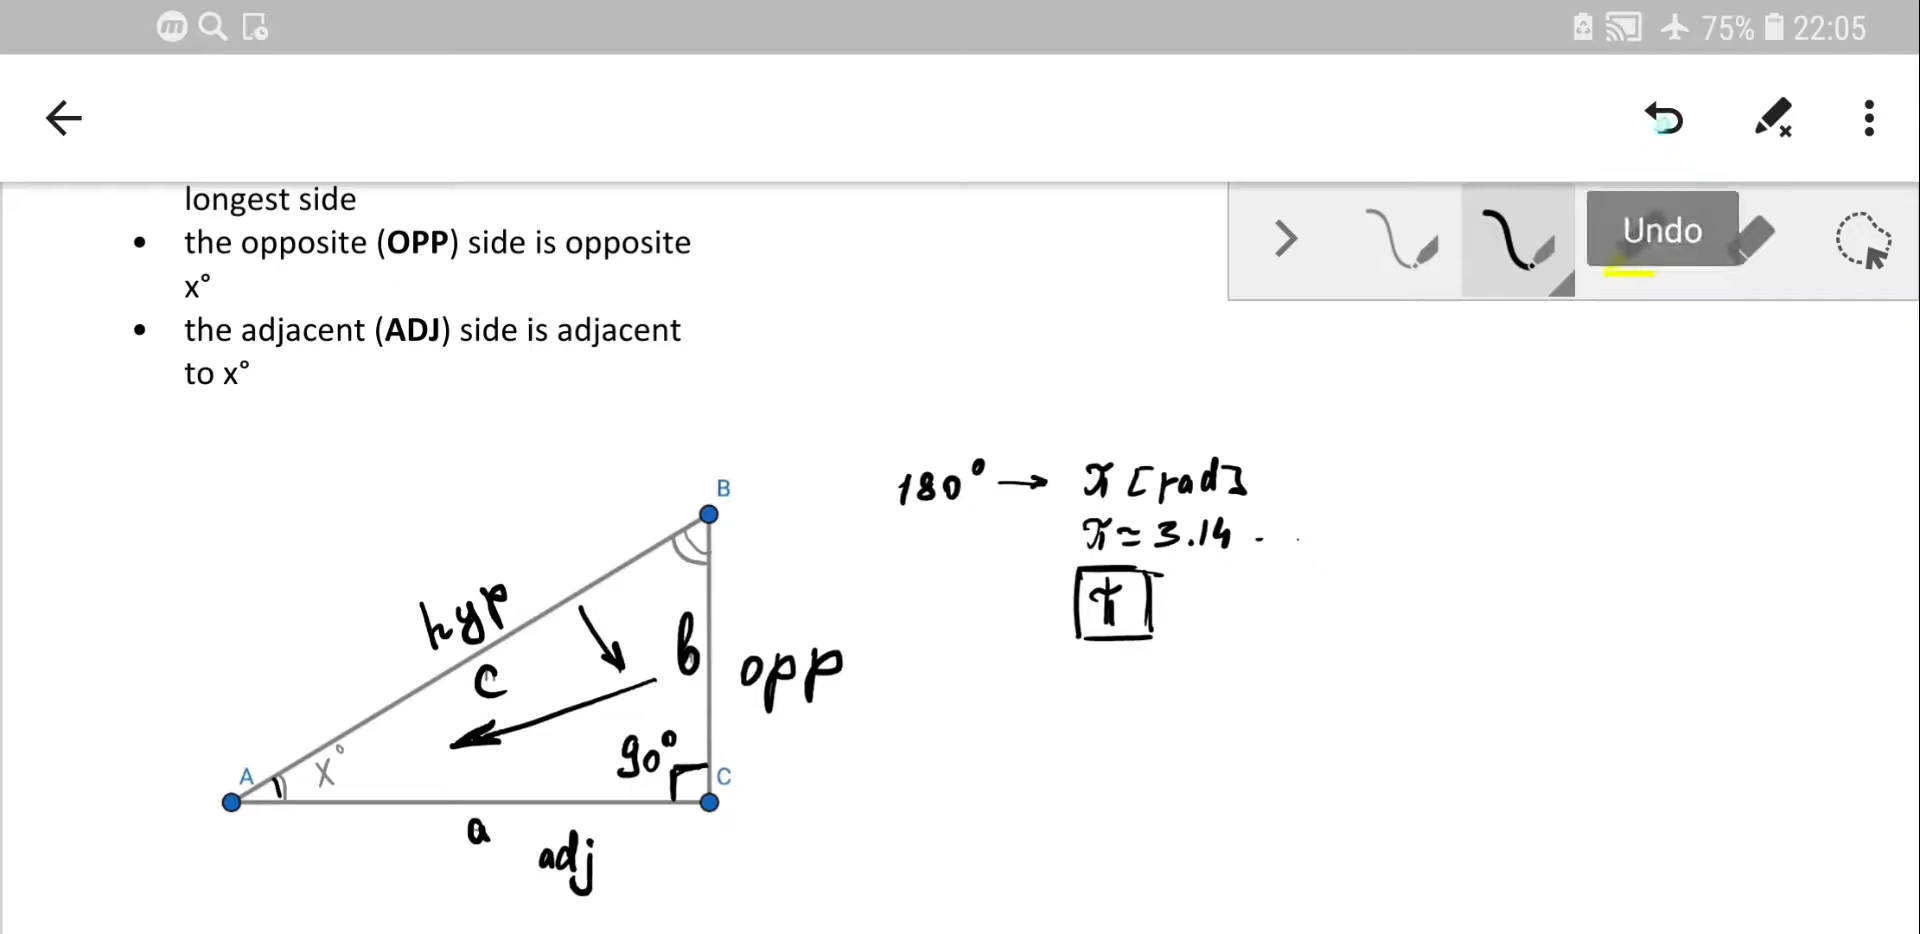 75% 22:05
Undo
longest side
• the opposite (OPP) side is opposite
x°
• the adjacent (ADJ) side is adjacent
to x°
B
180° → π [rad]
π ≃ 3.14 . .
π
hyp
c
b
opp
90°
A
x°
C
a
adj